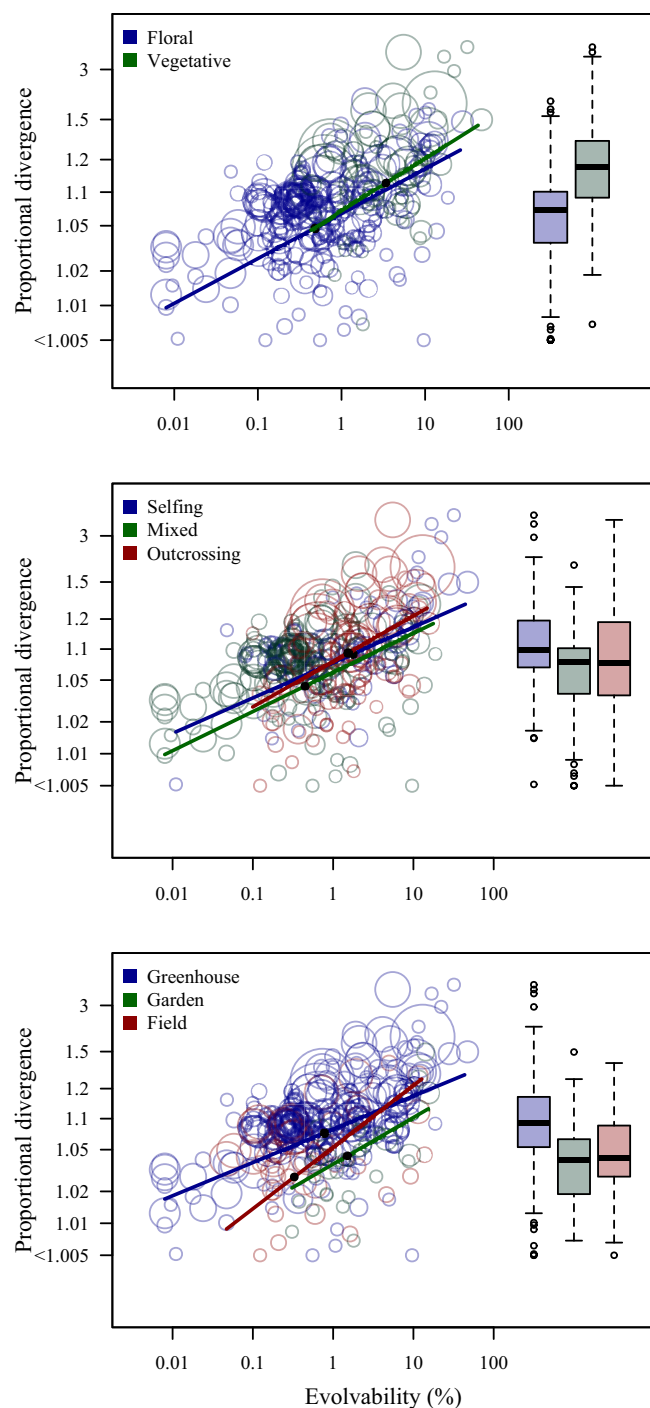 Floral
Vegetative
Proportional divergence
3
1.5
1.2
1.1
1.05
1.02
1.01
<1.005
0.01 0.1 1 10 100
Selfing
Mixed
Outcrossing
Proportional divergence
3
1.5
1.2
1.1
1.05
1.02
1.01
<1.005
0.01 0.1 1 10 100
Greenhouse
Garden
Field
Proportional divergence
3
1.5
1.2
1.1
1.05
1.02
1.01
<1.005
0.01 0.1 1 10 100
Evolvability (%)